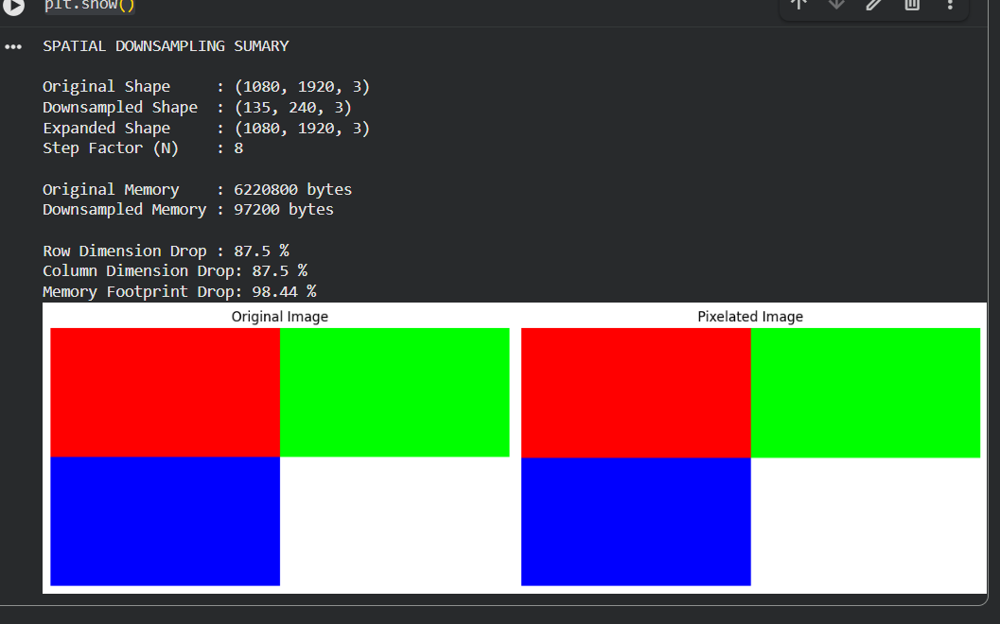 plt.show()
SPATIAL DOWNSAMPLING SUMARY
Original Shape     : (1080, 1920, 3)
Downsampled Shape  : (135, 240, 3)
Expanded Shape     : (1080, 1920, 3)
Step Factor (N)    : 8
Original Memory    : 6220800 bytes
Downsampled Memory : 97200 bytes
Row Dimension Drop : 87.5 %
Column Dimension Drop: 87.5 %
Memory Footprint Drop: 98.44 %
Original Image
Pixelated Image